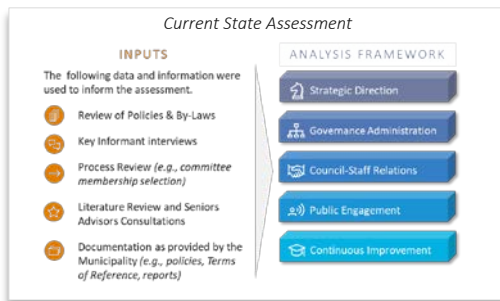 Current State Assessment
INPUTS
The following data and information were
used to inform the assessment.
Review of Policies & By-Laws
Key Informant interviews
Process Review (e.g., committee
membership selection)
Literature Review and Seniors
Advisors Consultations
Documentation as provided by the
Municipality (e.g., policies, Terms
of Reference, reports)
ANALYSIS FRAMEWORK
Strategic Direction
Governance Administration
Council-Staff Relations
Public Engagement
Continuous Improvement